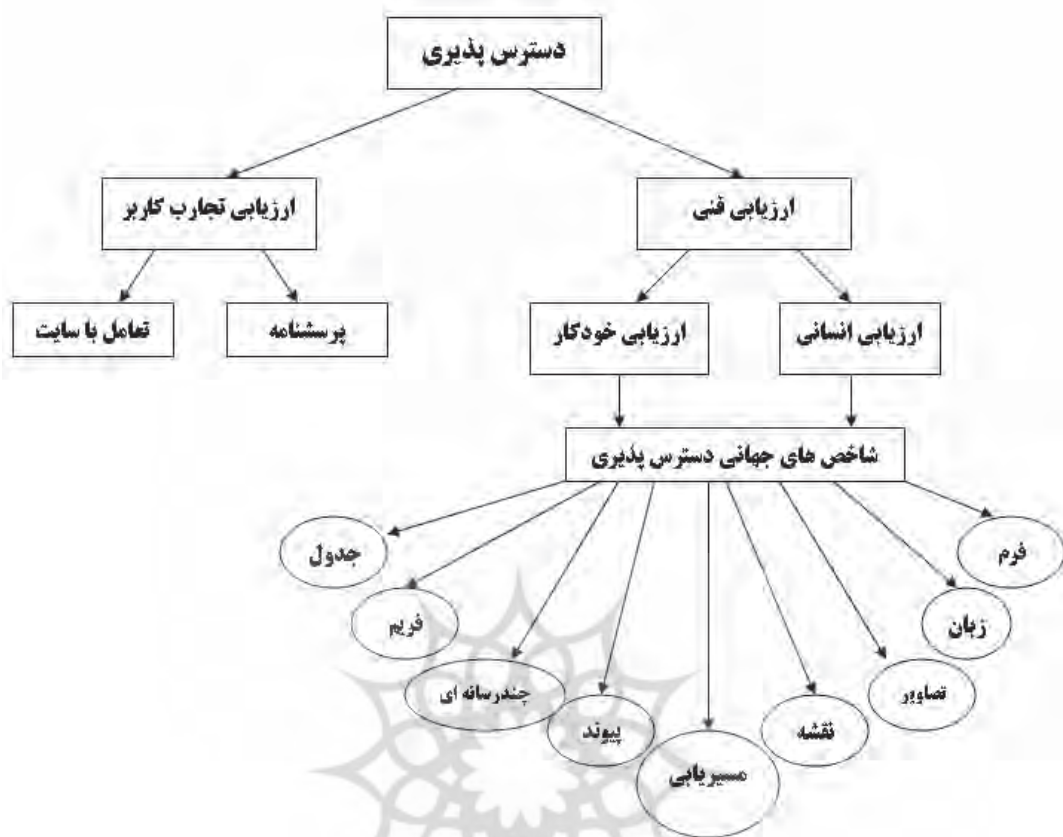 دسترس پذیری
ارزیابی فنی
ارزیابی تجارب کاربر
ارزیابی انسانی
ارزیابی خودکار
پرسشنامه
تعامل با سایت
شاخص های جهانی دسترس پذیری
فرم
زبان
تصاویر
نقشه
مسیریابی
پیوند
چندرسانه ای
فریم
جدول